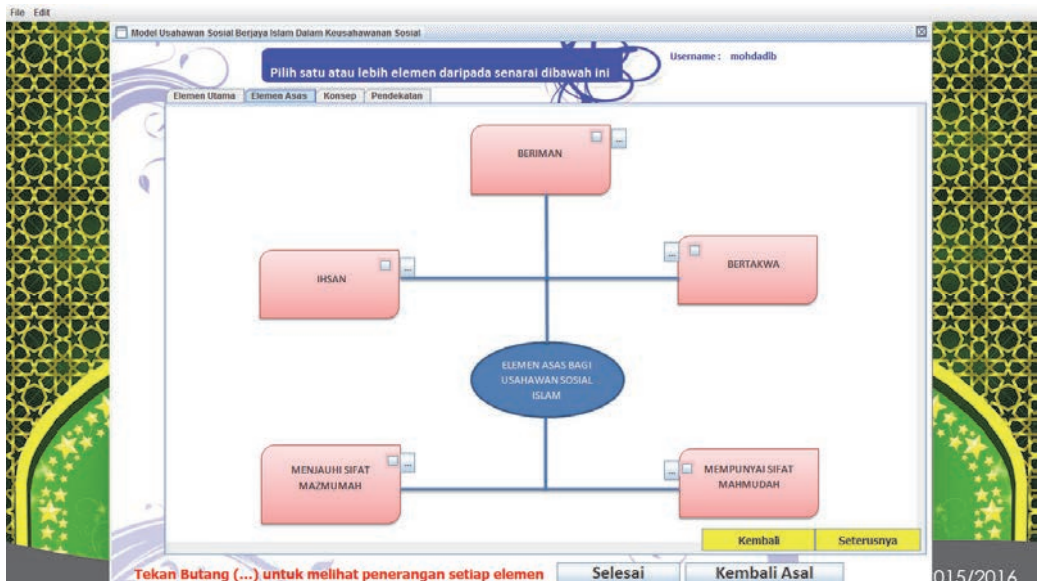 File Edit
Model Usahawan Sosial Berjaya Islam Dalam Keusahawanan Sosial
Username : mohdadib
Pilih satu atau lebih elemen daripada senarai dibawah ini
Elemen Utama Elemen Asas Konsep Pendekatan
BERIMAN
...
IHSAN
...
...
BERTAKWA
ELEMEN ASAS BAGI
USAHAWAN SOSIAL
ISLAM
MENJAUHI SIFAT
MAZMUMAH
...
...
MEMPUNYAI SIFAT
MAHMUDAH
Kembali Seterusnya
Tekan Butang (...) untuk melihat penerangan setiap elemen
Selesai Kembali Asal
015/2016